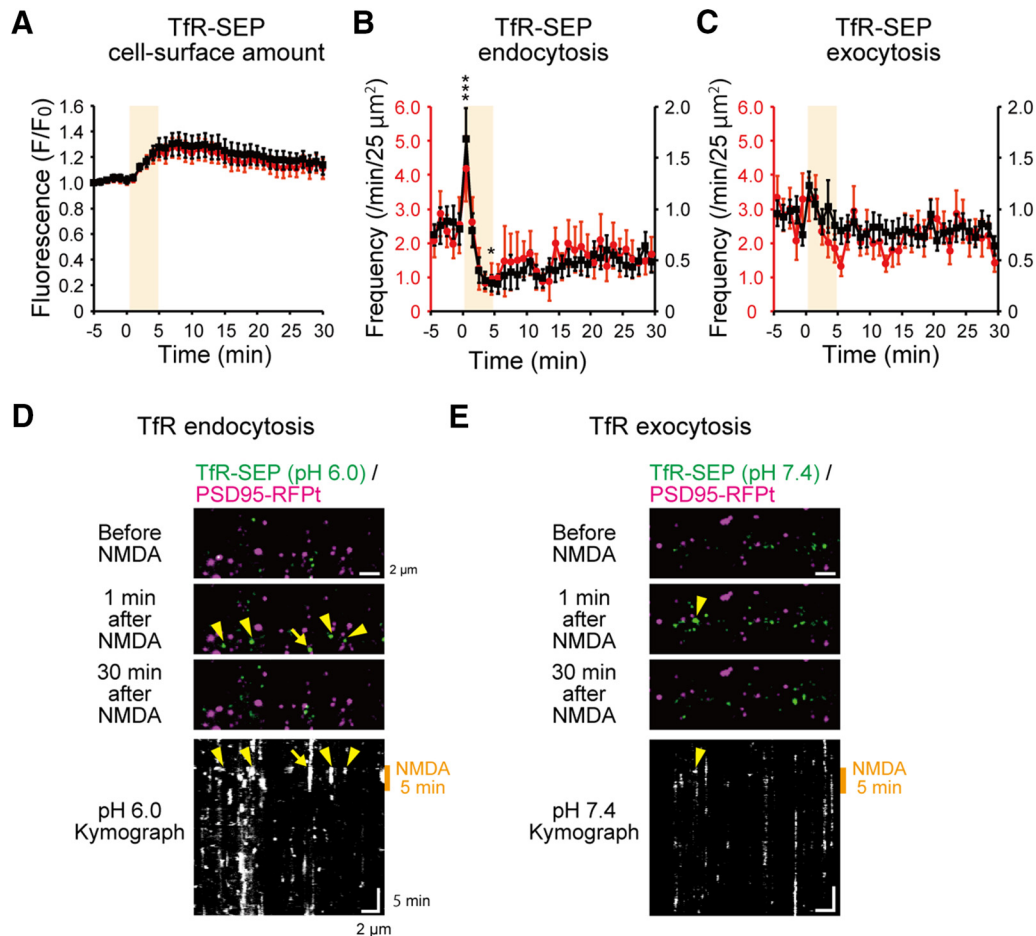 A
TfR-SEP
cell-surface amount
Fluorescence (F/F0)
1.6
1.4
1.2
1.0
0.8
0.6
0.4
0.2
0
-5 0 5 10 15 20 25 30
Time (min)
B
TfR-SEP
endocytosis
***
*
Frequency (/min/25 μm²)
6.0
5.0
4.0
3.0
2.0
1.0
0
2.0
1.5
1.0
0.5
0
-5 0 5 10 15 20 25 30
Time (min)
C
TfR-SEP
exocytosis
Frequency (/min/25 μm²)
6.0
5.0
4.0
3.0
2.0
1.0
0
2.0
1.5
1.0
0.5
0
-5 0 5 10 15 20 25 30
Time (min)
D
TfR endocytosis
TfR-SEP (pH 6.0) /
PSD95-RFPt
Before
NMDA
2 μm
1 min
after
NMDA
30 min
after
NMDA
NMDA
5 min
pH 6.0
Kymograph
5 min
2 μm
E
TfR exocytosis
TfR-SEP (pH 7.4) /
PSD95-RFPt
Before
NMDA
1 min
after
NMDA
30 min
after
NMDA
NMDA
5 min
pH 7.4
Kymograph